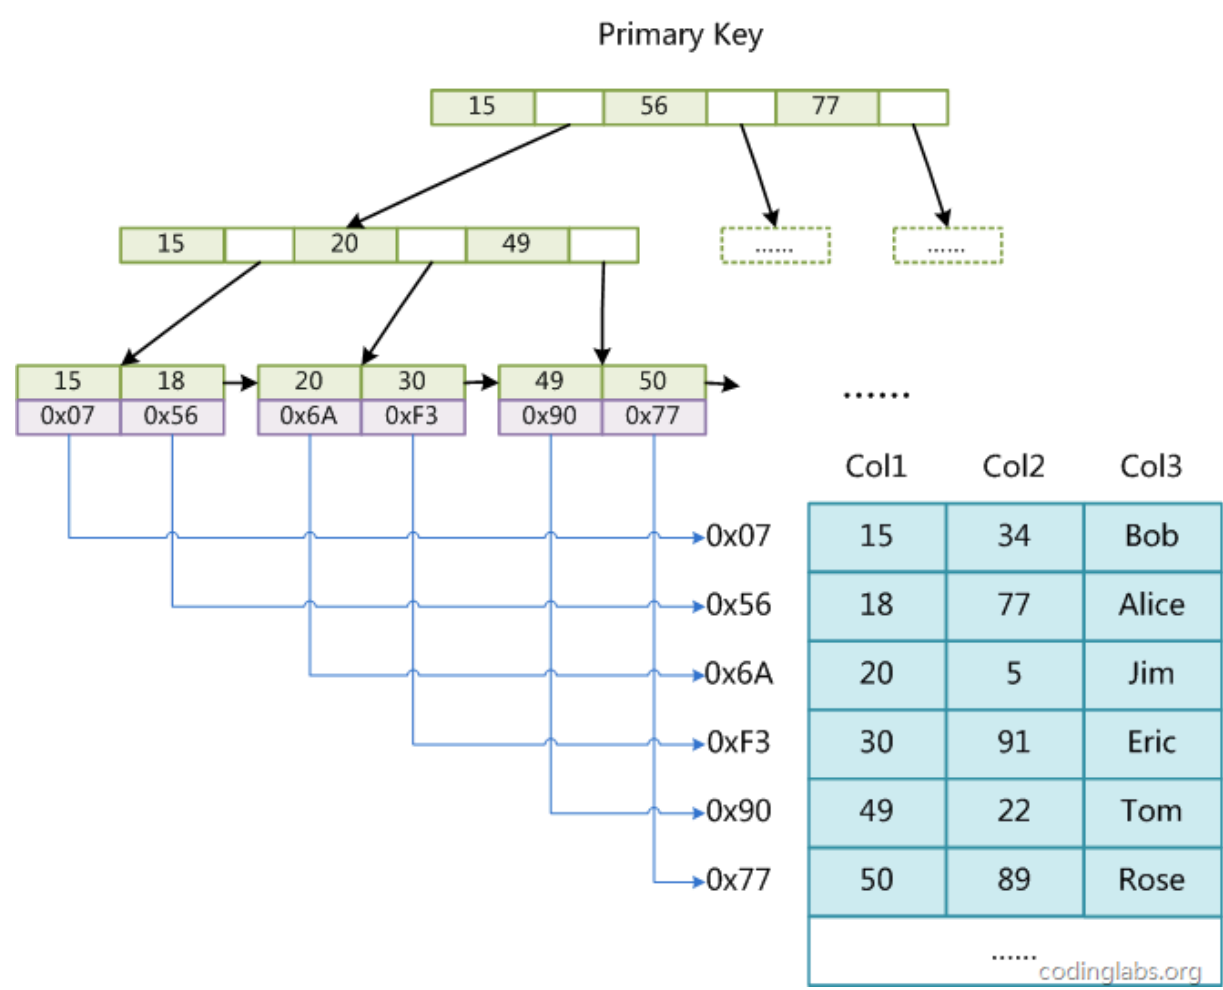 Primary Key
15 56 77
15 20 49
...... ......
15 18 20 30 49 50
0x07 0x56 0x6A 0xF3 0x90 0x77
......
Col1 Col2 Col3
0x07 15 34 Bob
0x56 18 77 Alice
0x6A 20 5 Jim
0xF3 30 91 Eric
0x90 49 22 Tom
0x77 50 89 Rose
......
codinglabs.org